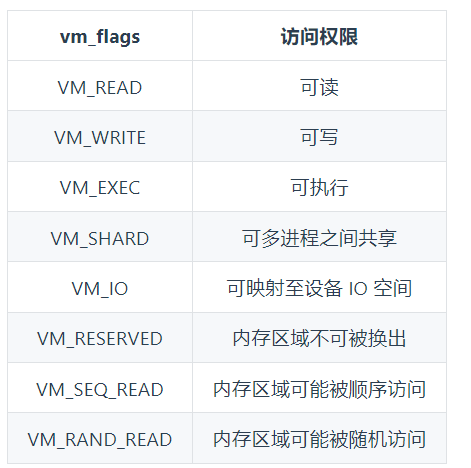 vm_flags 访问权限
VM_READ 可读
VM_WRITE 可写
VM_EXEC 可执行
VM_SHARD 可多进程之间共享
VM_IO 可映射至设备 IO 空间
VM_RESERVED 内存区域不可被换出
VM_SEQ_READ 内存区域可能被顺序访问
VM_RAND_READ 内存区域可能被随机访问